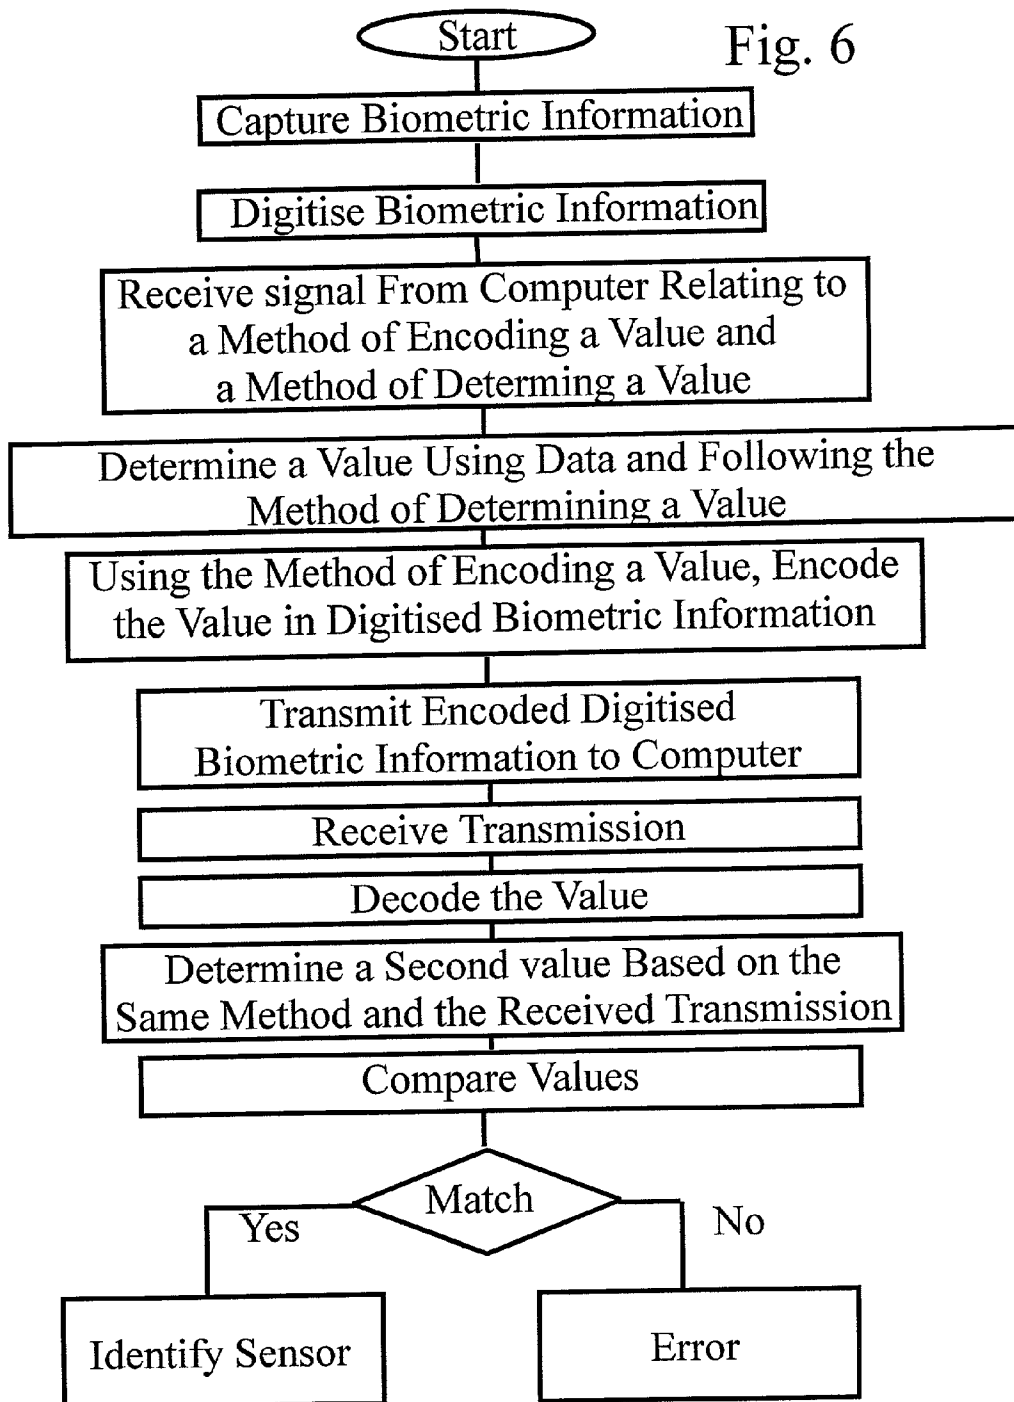 Start
Fig. 6
Capture Biometric Information
Digitise Biometric Information
Receive signal From Computer Relating to
a Method of Encoding a Value and
a Method of Determing a Value
Determine a Value Using Data and Following the
Method of Determining a Value
Using the Method of Encoding a Value, Encode
the Value in Digitised Biometric Information
Transmit Encoded Digitised
Biometric Information to Computer
Receive Transmission
Decode the Value
Determine a Second value Based on the
Same Method and the Received Transmission
Compare Values
Match
Yes
No
Identify Sensor
Error